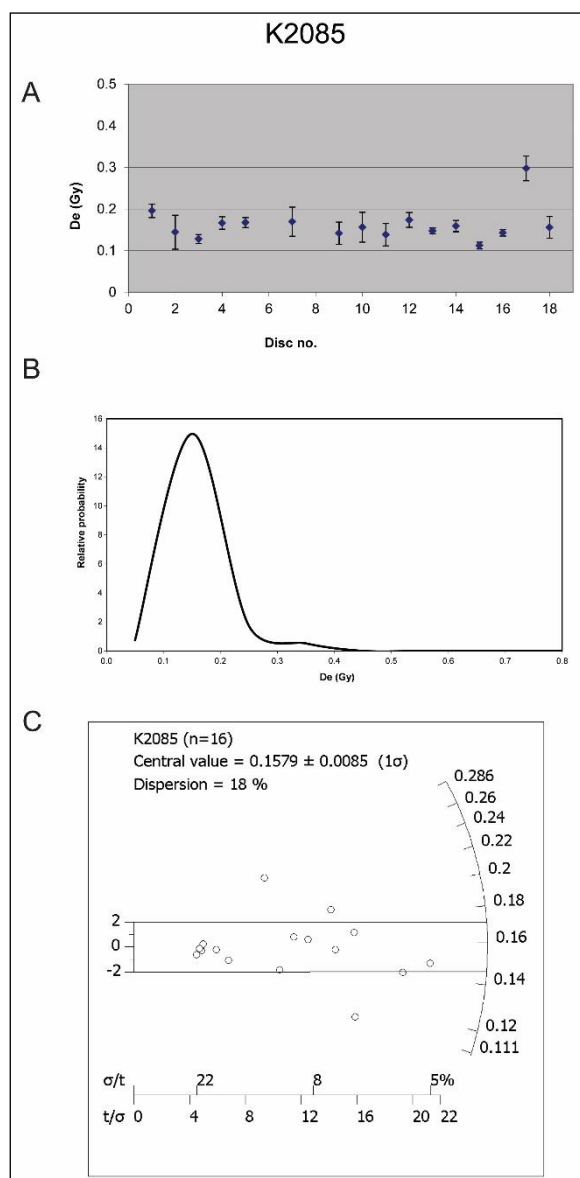 K2085
A
De (Gy)
0.5
0.4
0.3
0.2
0.1
0
0 2 4 6 8 10 12 14 16 18
Disc no.
B
Relative probability
16
14
12
10
8
6
4
2
0
0.0 0.1 0.2 0.3 0.4 0.5 0.6 0.7 0.8
De (Gy)
C
K2085 (n=16)
Central value = 0.1579 ± 0.0085 (1σ)
Dispersion = 18 %
0.286
0.26
0.24
0.22
0.2
0.18
0.16
0.14
0.12
0.111
2
0
-2
σ/t 22 8 5%
t/σ 0 4 8 12 16 20 22